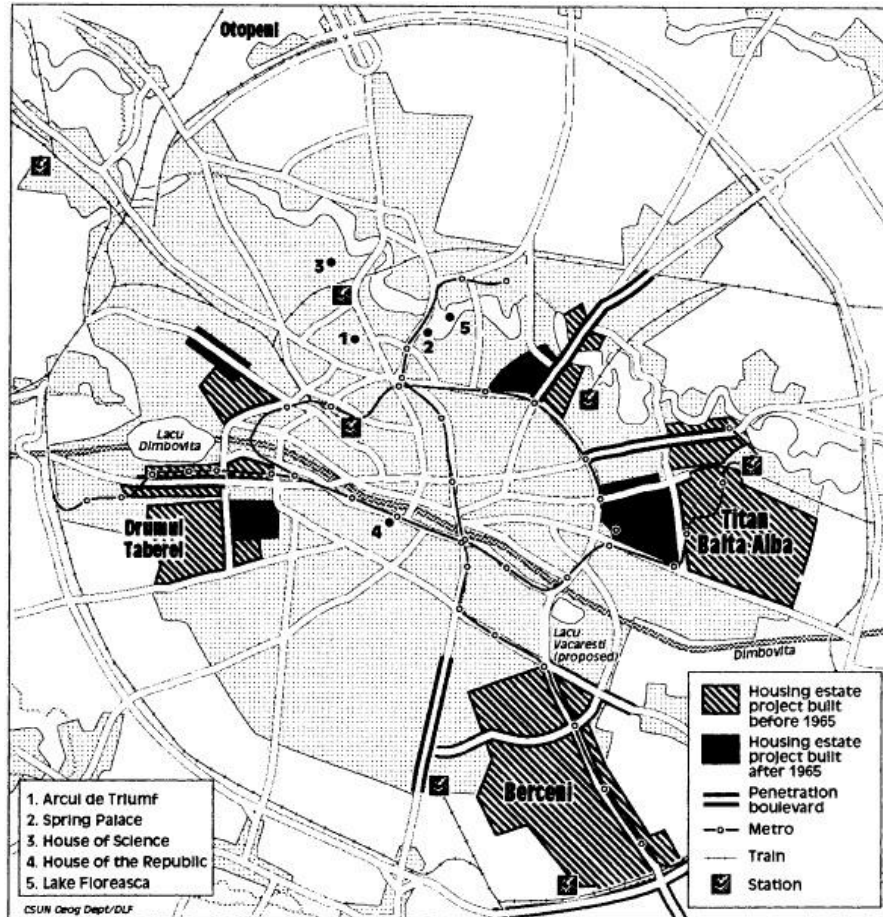 Otopeni
3
1
2
5
Lacu
Dimbovita
Drumul
Taberei
4
Titan
Balta Alba
Lacu
Vacaresti
(proposed)
Dimbovita
Berceni
Housing estate
project built
before 1965
Housing estate
project built
after 1965
Penetration
boulevard
Metro
Train
Station
1. Arcul de Triumf
2. Spring Palace
3. House of Science
4. House of the Republic
5. Lake Floreasca
CSUN Geog Dept/DLF